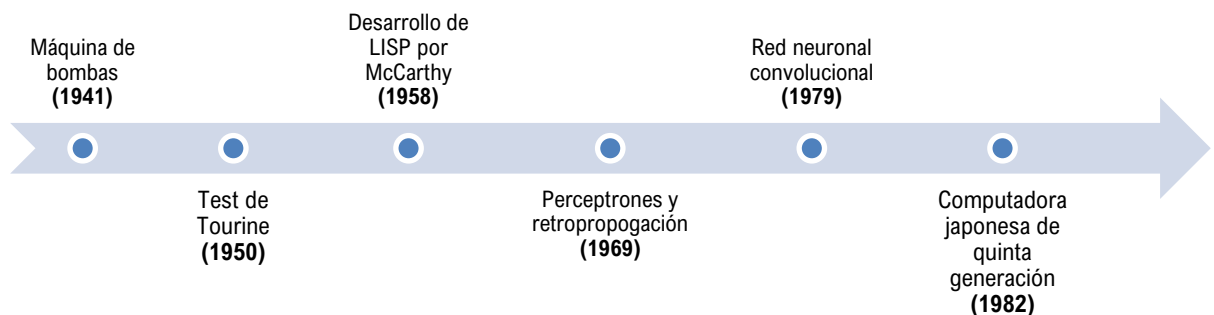 Máquina de
bombas
(1941)
Test de
Tourine
(1950)
Desarrollo de
LISP por
McCarthy
(1958)
Perceptrones y
retropropogación
(1969)
Red neuronal
convolucional
(1979)
Computadora
japonesa de
quinta
generación
(1982)